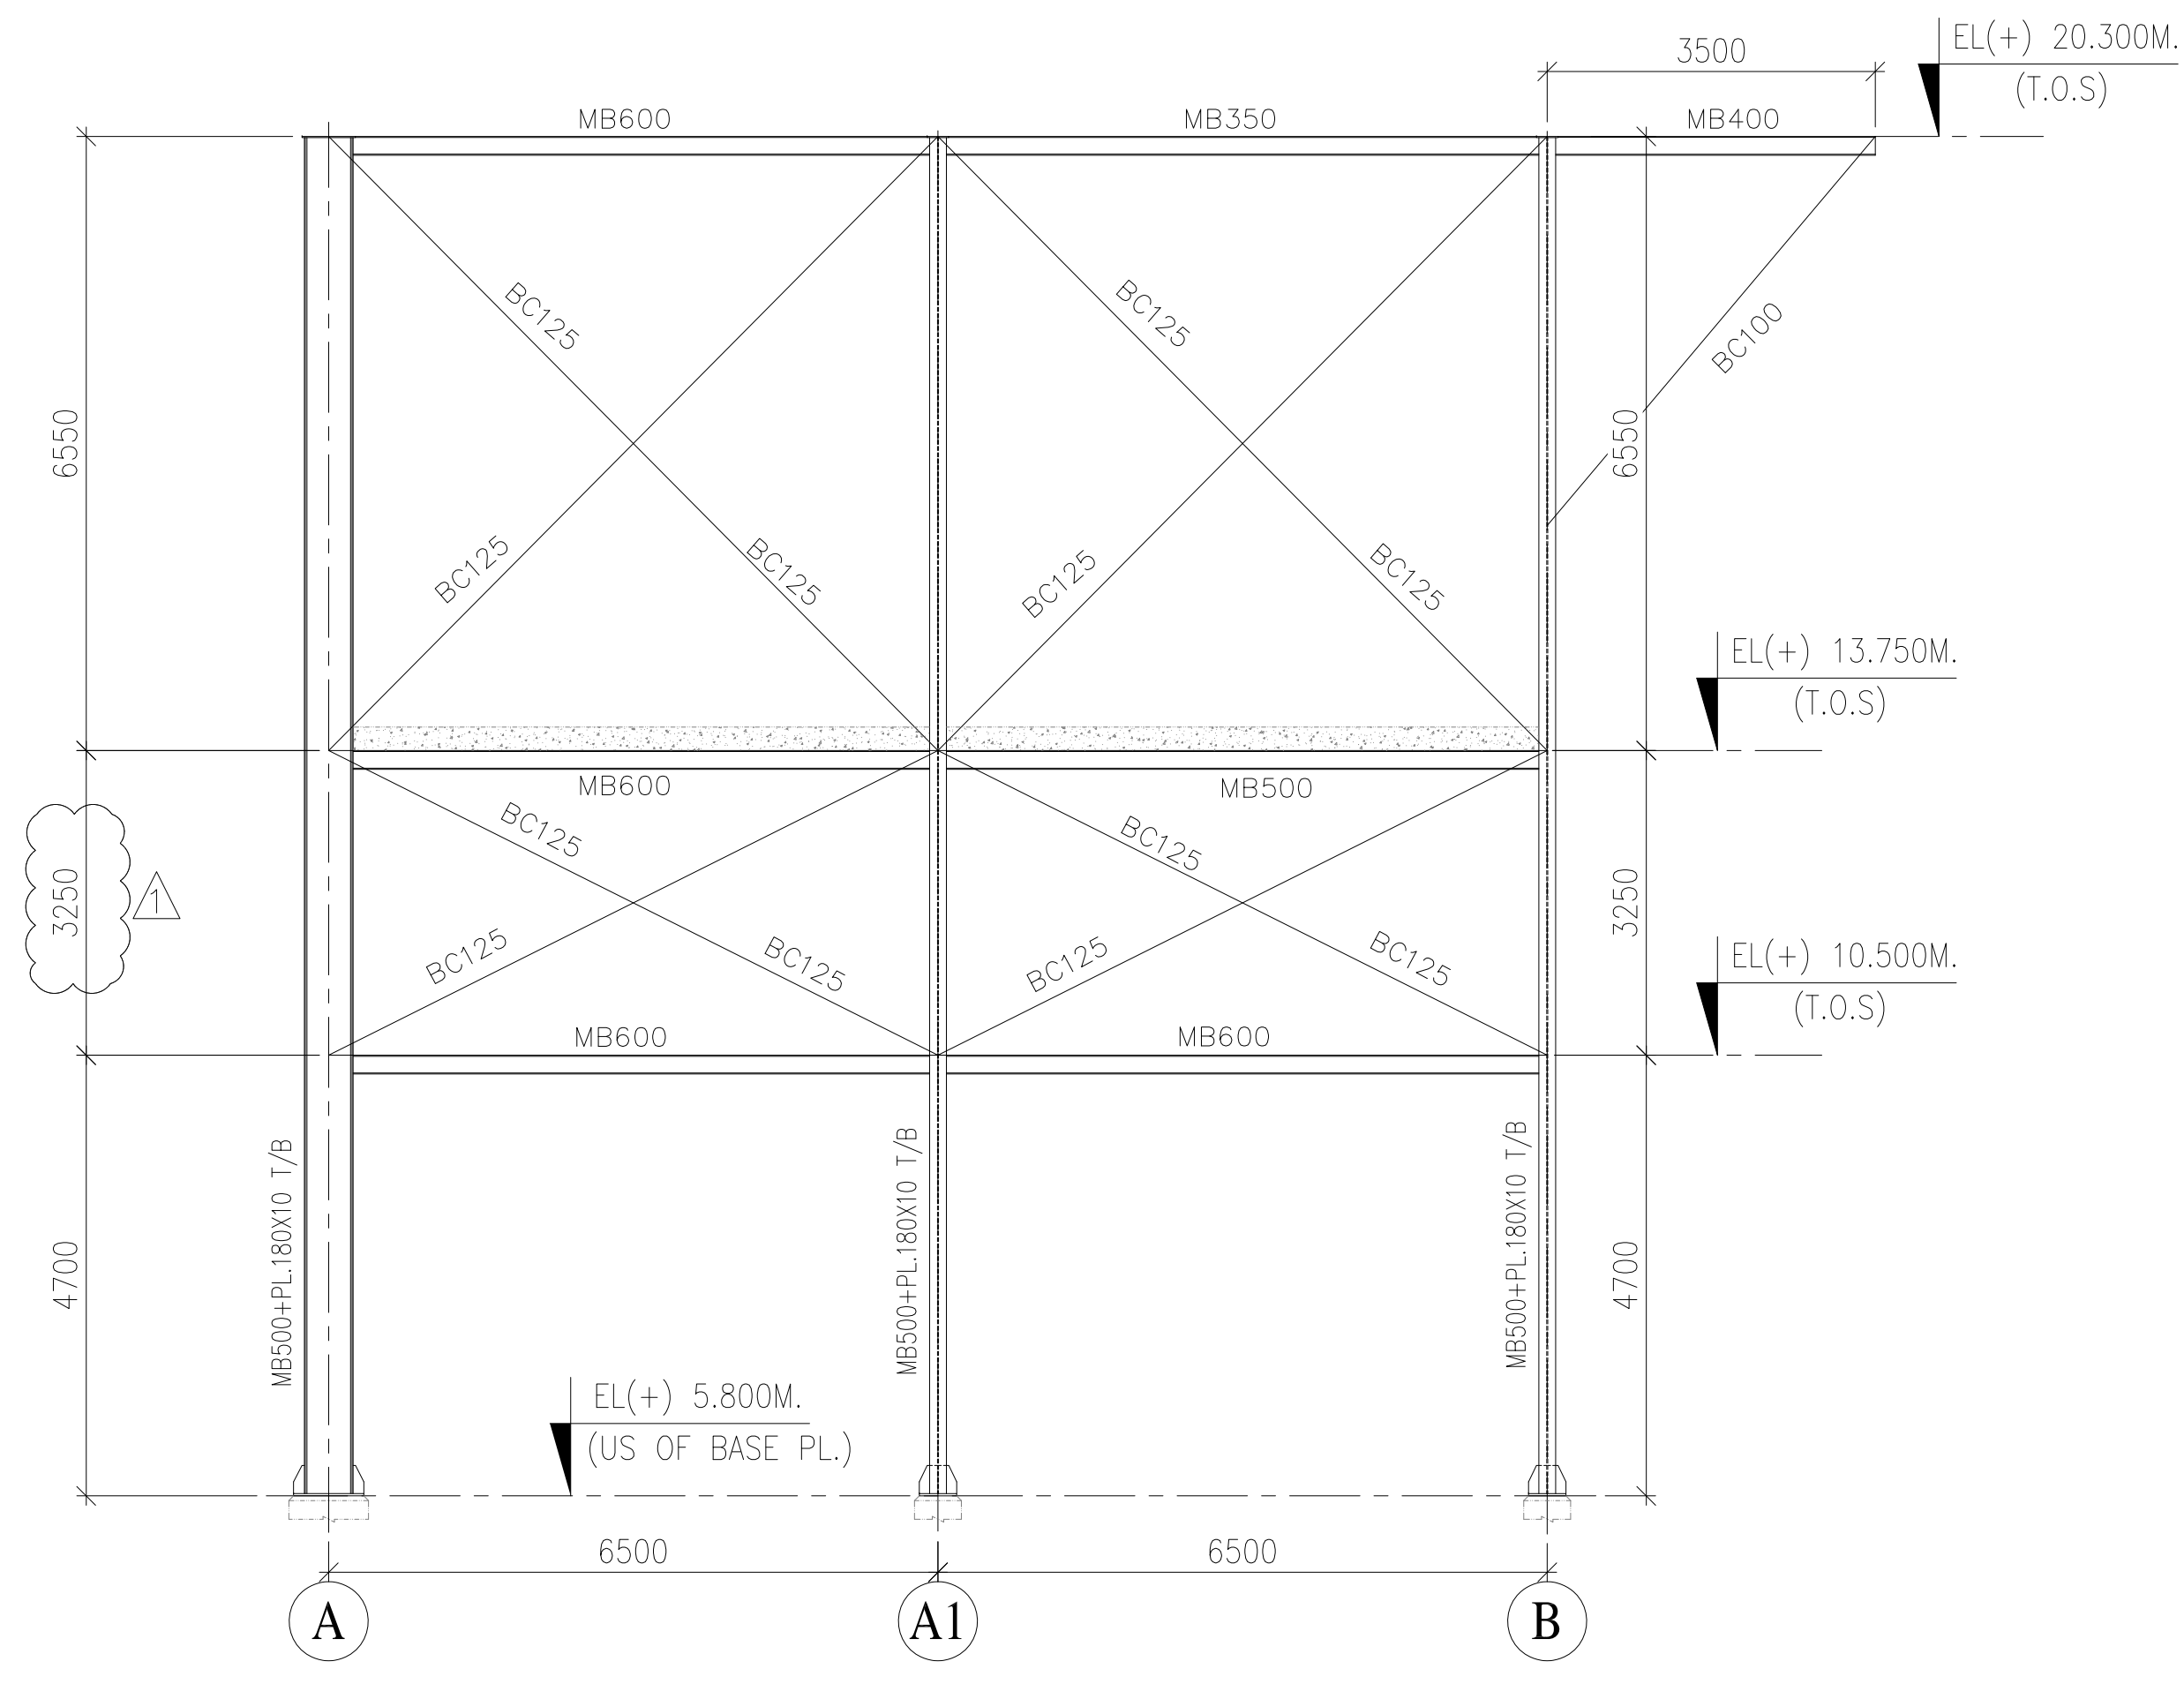 EL(+) 20.300M.
(T.O.S)
3500
MB600
MB350
MB400
BC125
BC125
BC100
6550
6550
BC125
BC125
BC125
BC125
EL(+) 13.750M.
(T.O.S)
MB600
MB500
BC125
BC125
3250
1
3250
BC125
BC125
BC125
BC125
EL(+) 10.500M.
(T.O.S)
MB600
MB600
MB500+PL.180X10 T/B
MB500+PL.180X10 T/B
MB500+PL.180X10 T/B
4700
4700
EL(+) 5.800M.
(US OF BASE PL.)
6500
6500
A
A1
B